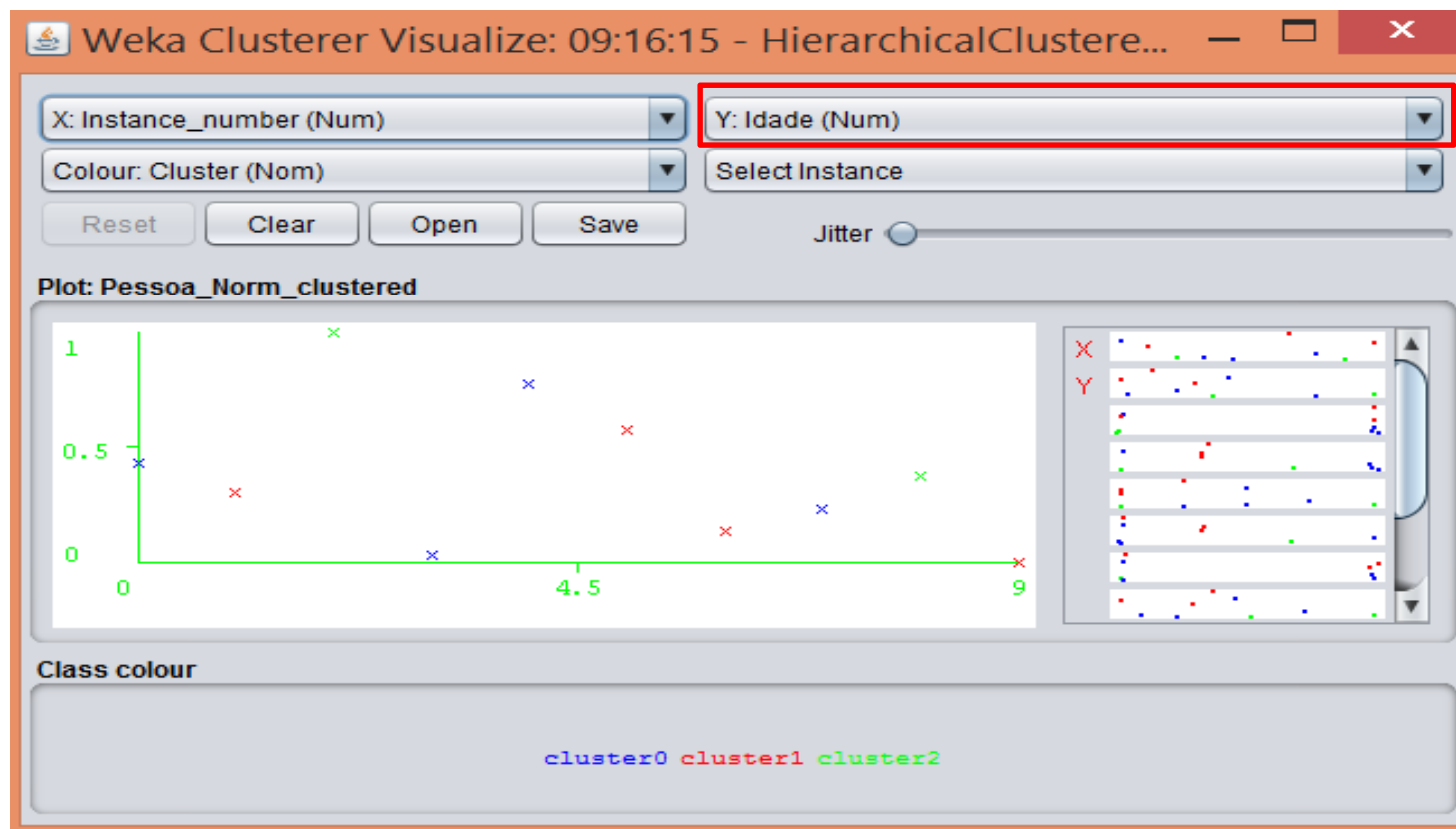 Weka Clusterer Visualize: 09:16:15 - HierarchicalClustere...
X: Instance_number (Num)
Y: Idade (Num)
Colour: Cluster (Nom)
Select Instance
Reset
Clear
Open
Save
Jitter
Plot: Pessoa_Norm_clustered
1
0.5
0
0
4.5
9
X
Y
Class colour
cluster0 cluster1 cluster2